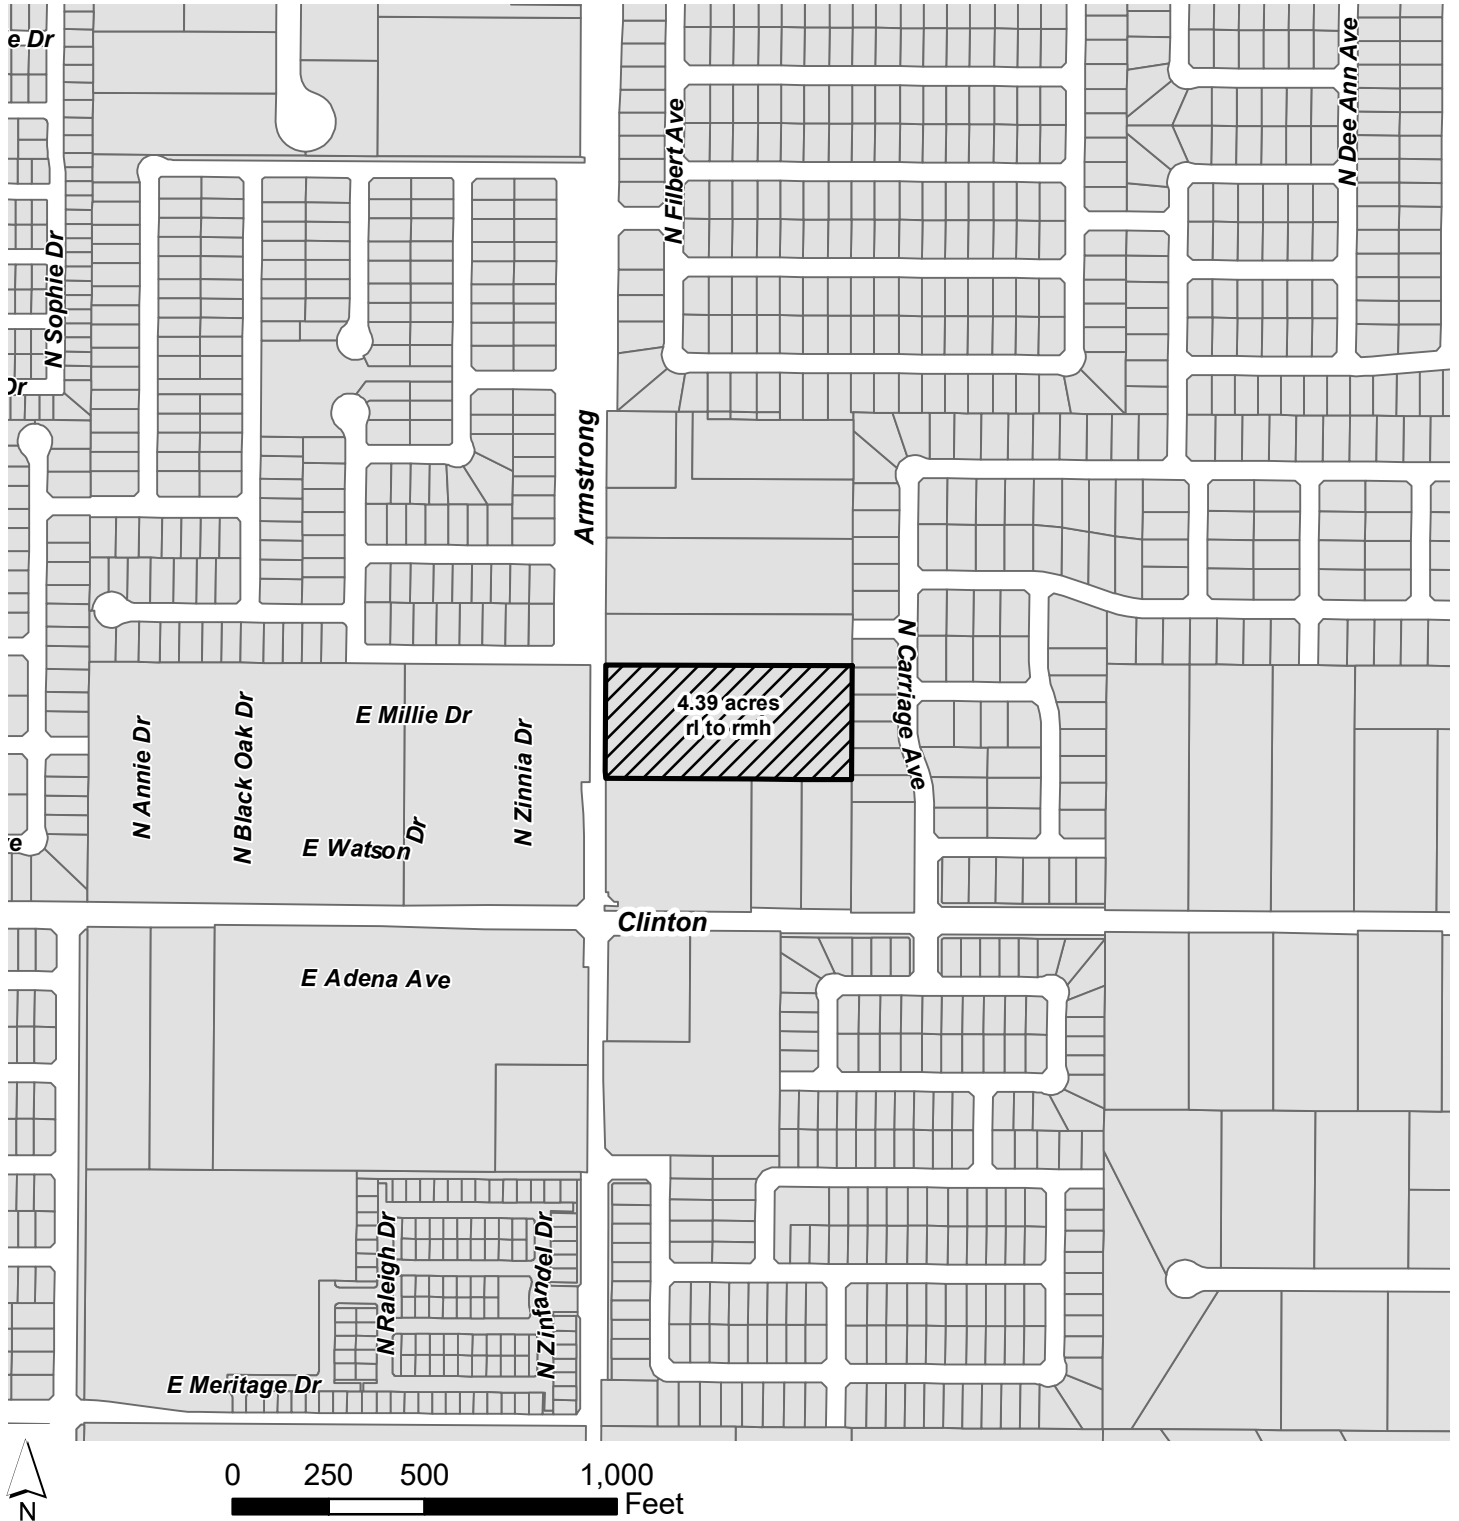 e Dr
N Dee Ann Ave
N Filbert Ave
N Sophie Dr
Dr
Armstrong
N Carriage Ave
4.39 acres
rl to rmh
E Millie Dr
N Annie Dr
N Black Oak Dr
N Zinnia Dr
E Watson Dr
Clinton
E Adena Ave
N Raleigh Dr
N Zinfandel Dr
E Meritage Dr
N
0 250 500 1,000
Feet